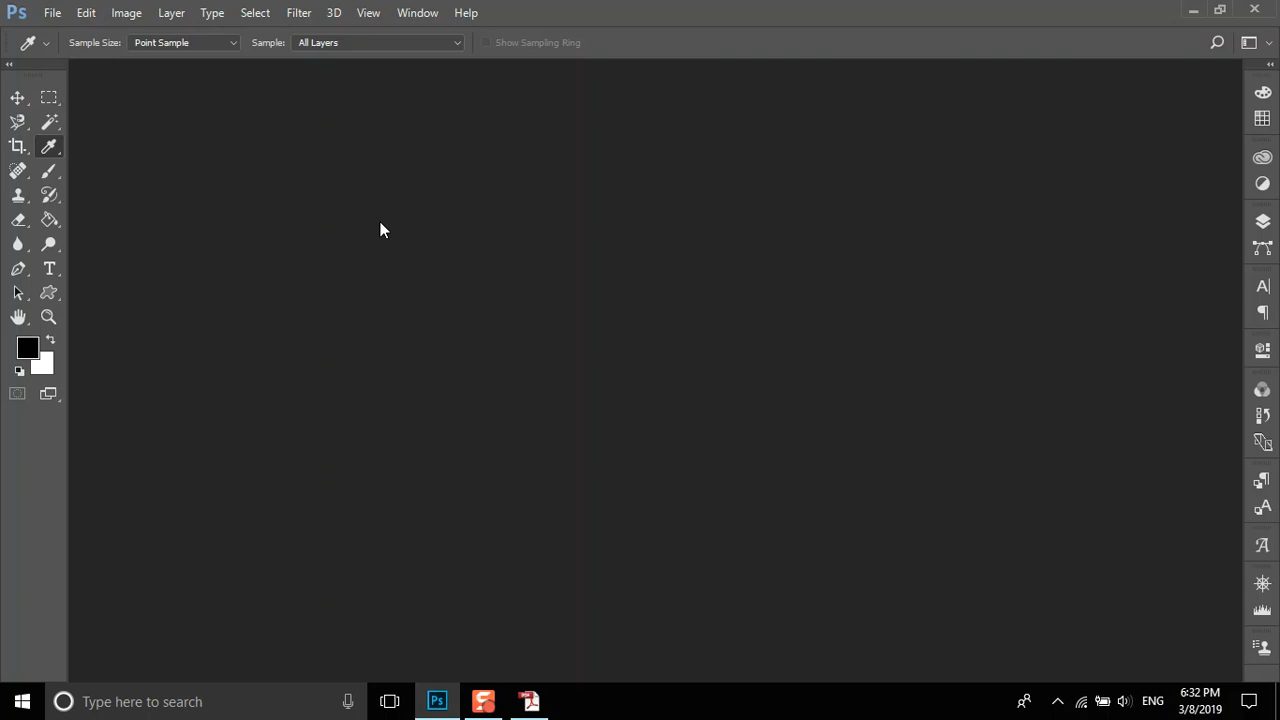 Ps File Edit Image Layer Type Select Filter 3D View Window Help
Sample Size: Point Sample Sample: All Layers Show Sampling Ring
T
A
A
A
Type here to search Ps ENG 6:32 PM
3/8/2019